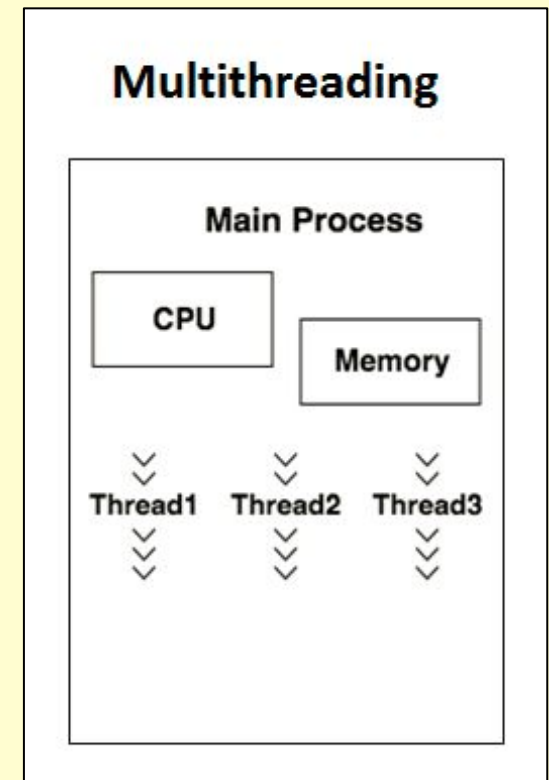 Multithreading
Main Process
CPU
Memory
Thread1 Thread2 Thread3